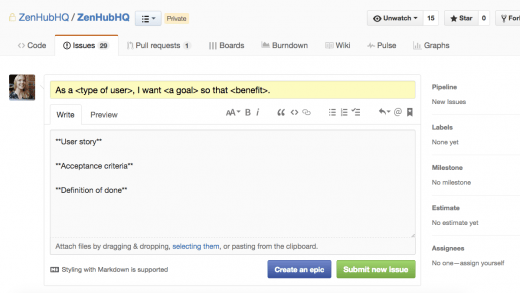 ZenHubHQ / ZenHubHQ Private Unwatch 15 Star 0
Code Issues 29 Pull requests 1 Boards Burndown Wiki Pulse Graphs
As a <type of user>, I want <a goal> so that <benefit>.
Write Preview AA B i
**User story**
**Acceptance criteria**
**Definition of done**
Attach files by dragging & dropping, selecting them, or pasting from the clipboard.
Styling with Markdown is supported Create an epic Submit new issue
Pipeline
New Issues
Labels
None yet
Milestone
No milestone
Estimate
No estimate yet
Assignees
No one—assign yourself